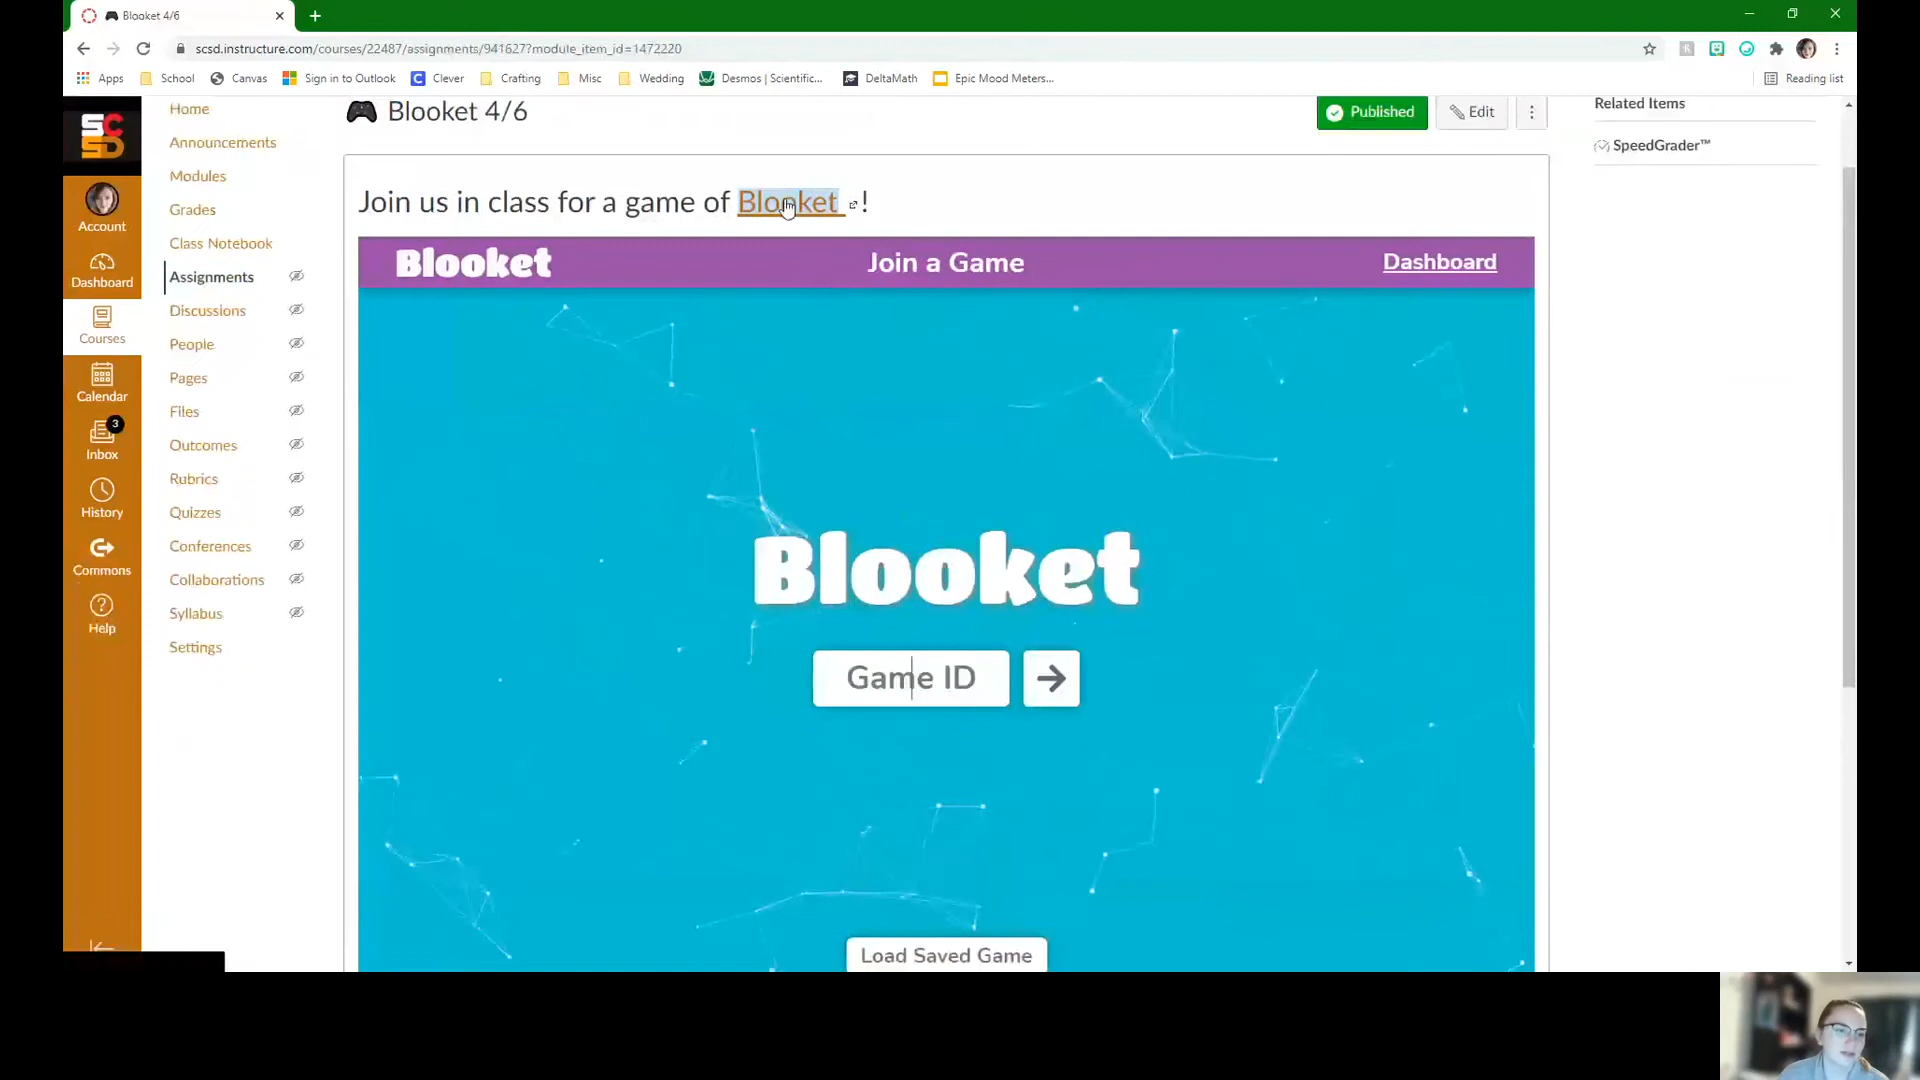 Blooket 4/6
scsd.instructure.com/courses/22487/assignments/941627?module_item_id=1472220
Apps School Canvas Sign in to Outlook Clever Crafting Misc Wedding Desmos | Scientific... DeltaMath Epic Mood Meters... Reading list
SCSD
Account
Dashboard
Courses
Calendar
3
Inbox
History
Commons
Help
Home
Announcements
Modules
Grades
Class Notebook
Assignments
Discussions
People
Pages
Files
Outcomes
Rubrics
Quizzes
Conferences
Collaborations
Syllabus
Settings
Blooket 4/6
Published Edit
Join us in class for a game of Blooket !
Blooket Join a Game Dashboard
Blooket
Game ID
Load Saved Game
Related Items
SpeedGrader™